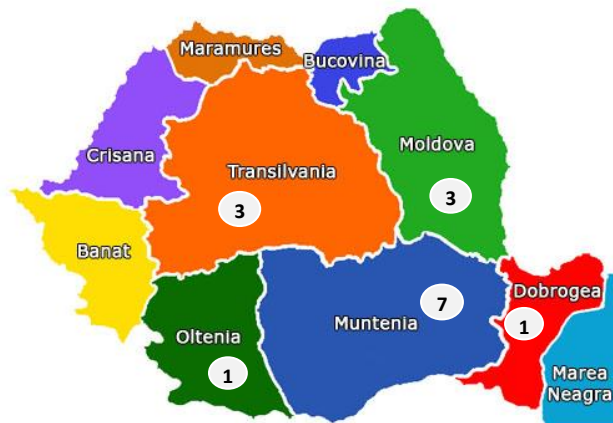 Maramures
Bucovina
Crisana
Transilvania
Moldova
3
3
Banat
Oltenia
Muntenia
7
Dobrogea
1
1
Marea
Neagra